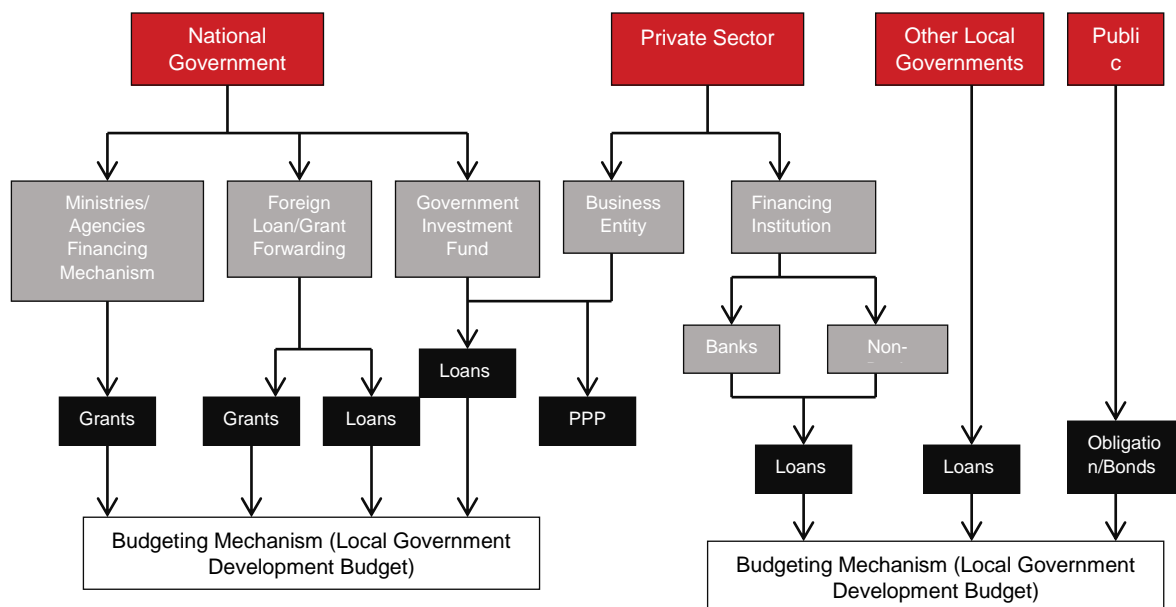 National
Government
Private Sector
Other Local
Governments
Publi
c
Ministries/
Agencies
Financing
Mechanism
Foreign
Loan/Grant
Forwarding
Government
Investment
Fund
Business
Entity
Financing
Institution
Banks
Non-
Loans
Grants
Grants
Loans
PPP
Loans
Loans
Obligatio
n/Bonds
Budgeting Mechanism (Local Government
Development Budget)
Budgeting Mechanism (Local Government
Development Budget)